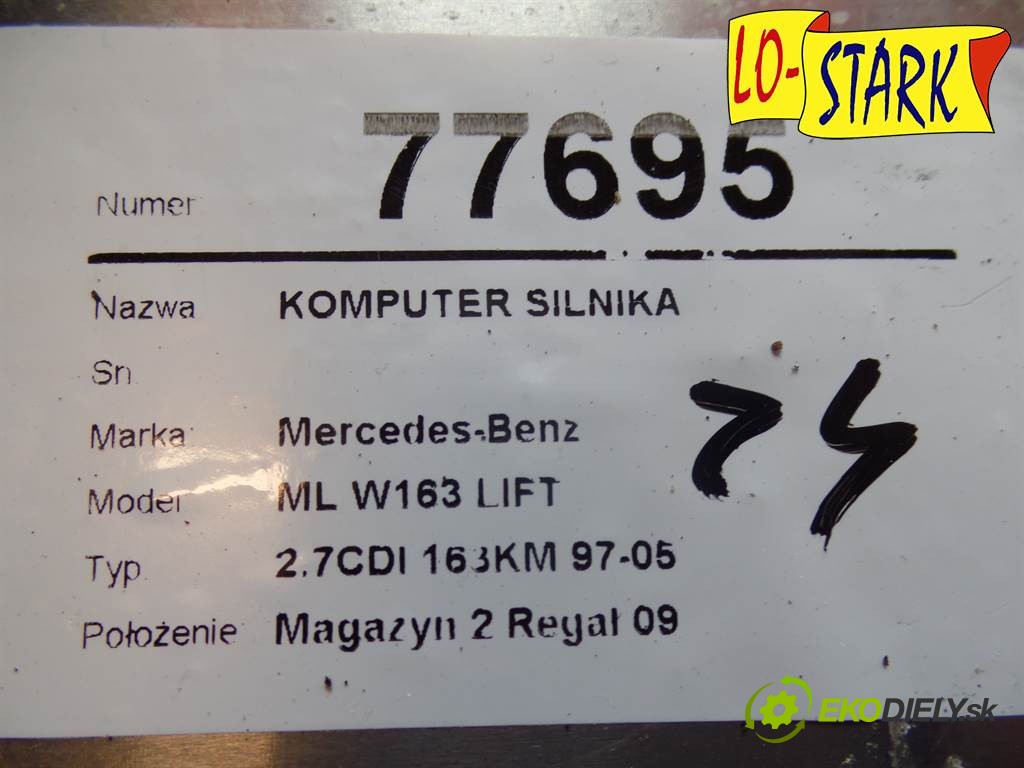 LO-STARK
Numer 77695
Nazwa KOMPUTER SILNIKA
Sn
Marka Mercedes-Benz
Model ML W163 LIFT
Typ 2.7CDI 163KM 97-05
Położenie Magazyn 2 Regał 09
EKODIELY.sk